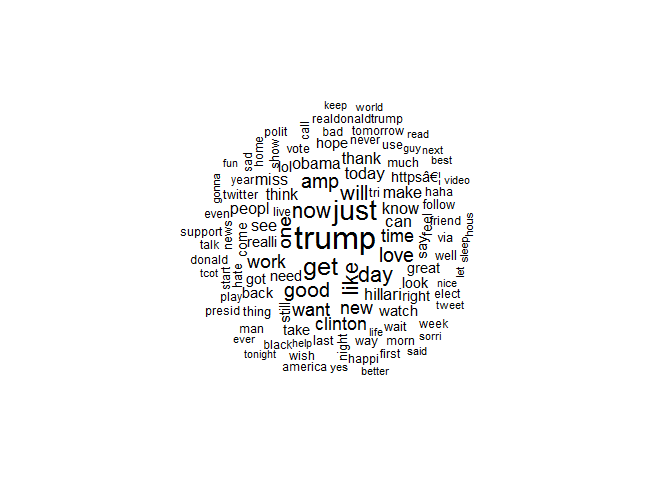 keep world
realdonaldtrump
polit call bad tomorrow read
home show vote hope never use guy next
sad lol obama thank much best
fun gonna year miss amp today https… video
twitter think will tri make haha
even peopl live now just know follow
support news come see one can say feel friend
talk realli trump time via let sleep hous
donald start work get like day love great well
tcot hate got need look nice
play back good hillari right elect
presid thing still want new watch tweet
man take clinton life wait week
ever black help last night way morn sorri
tonight wish happi first said
america yes better